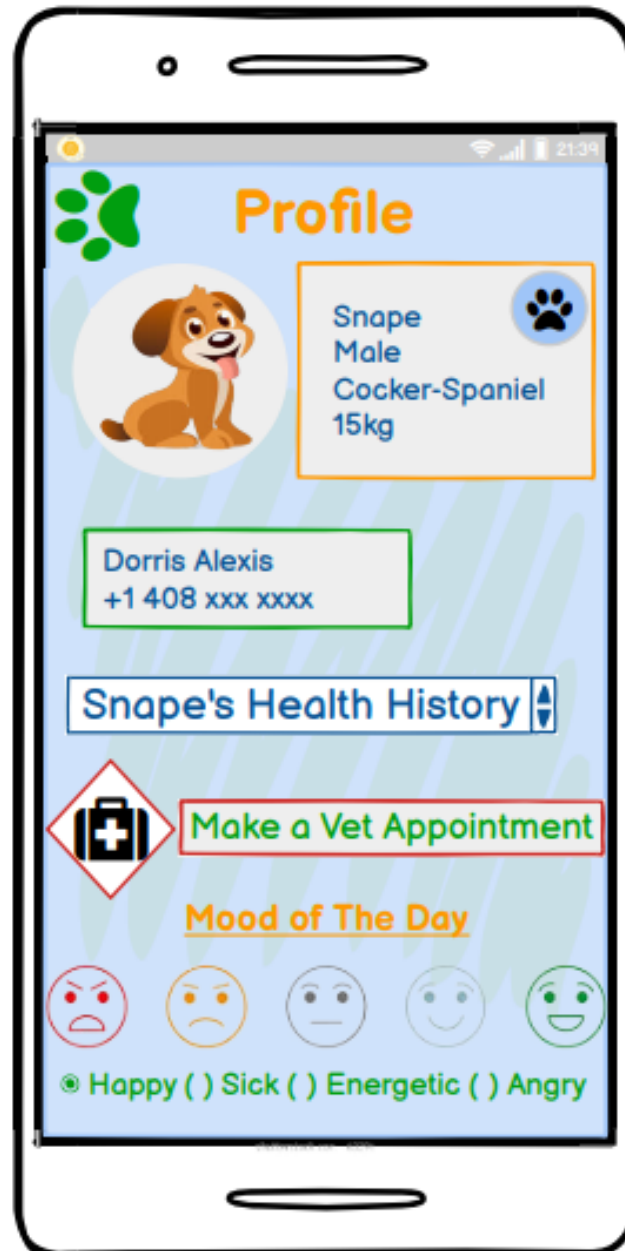 21:39
Profile
Snape
Male
Cocker-Spaniel
15kg
Dorris Alexis
+1 408 xxx xxxx
Snape's Health History
Make a Vet Appointment
Mood of The Day
Happy ( ) Sick ( ) Energetic ( ) Angry